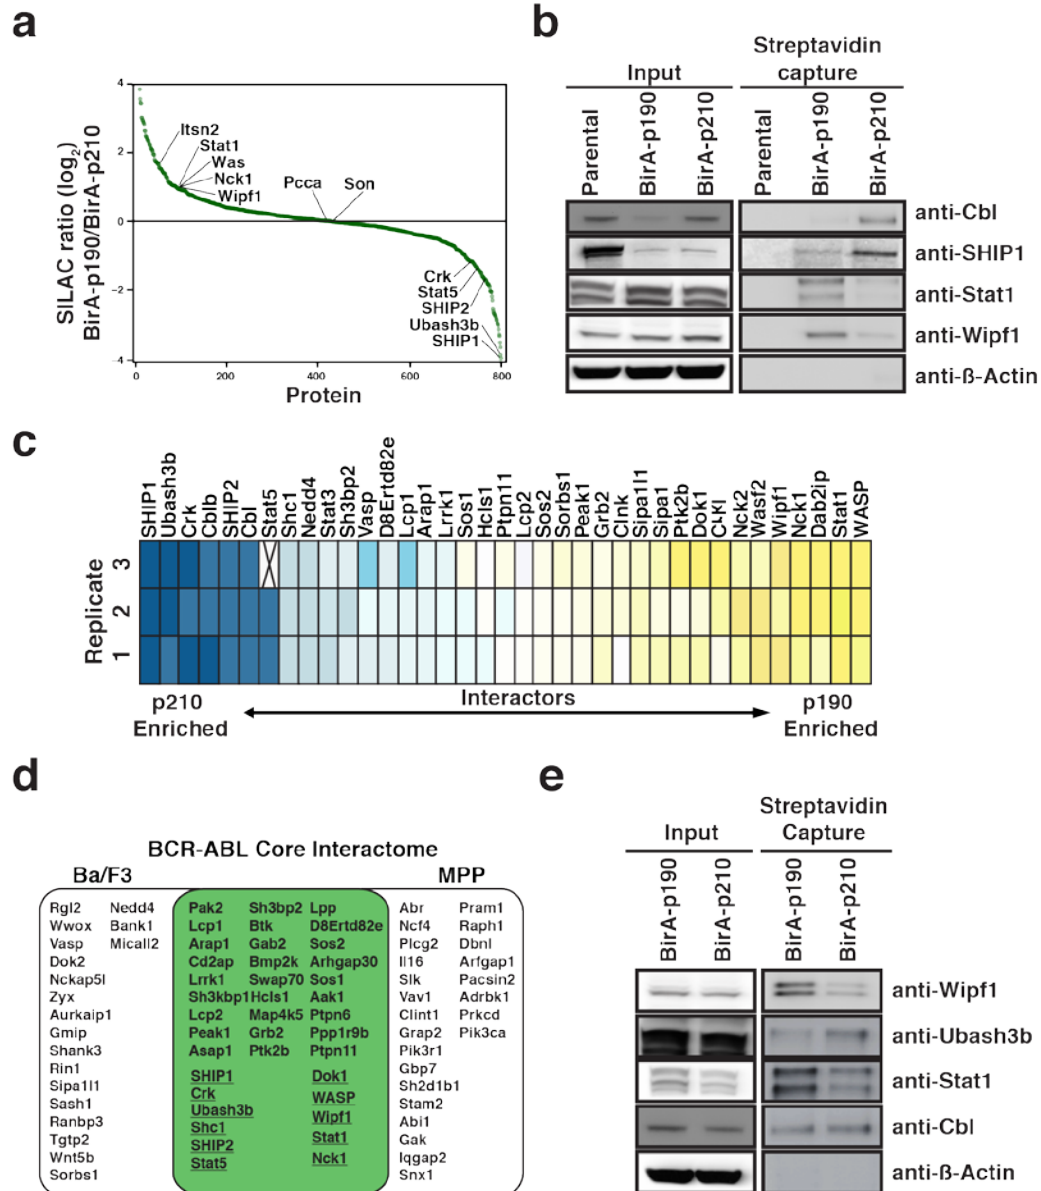 a
SILAC ratio (log2)
BirA-p190/BirA-p210
4
2
0
−2
−4
Itsn2
Stat1
Was
Nck1
Wipf1
Pcca
Son
Crk
Stat5
SHIP2
Ubash3b
SHIP1
0
200
400
600
800
Protein
b
Input
Streptavidin
capture
Parental
BirA-p190
BirA-p210
Parental
BirA-p190
BirA-p210
anti-Cbl
anti-SHIP1
anti-Stat1
anti-Wipf1
anti-ß-Actin
c
SHIP1
Ubash3b
Crk
Cblb
SHIP2
Cbl
Stat5
Shc1
Nedd4
Stat3
Sh3bp2
Vasp
D8Ertd82e
Lcp1
Arap1
Lrrk1
Sos1
Hcls1
Ptpn11
Lcp2
Sos2
Sorbs1
Peak1
Grb2
Clnk
Sipa1l1
Sipa1
Ptk2b
Dok1
Nck2
Wasf2
Wipf1
Nck1
Dab2ip
Stat1
WASP
Replicate
3
2
1
p210
Enriched
Interactors
p190
Enriched
d
BCR-ABL Core Interactome
Ba/F3
MPP
Rgl2 Nedd4
Wwox Bank1
Vasp Micall2
Dok2
Nckap5l
Zyx
Aurkaip1
Gmip
Shank3
Rin1
Sipa1l1
Sash1
Ranbp3
Tgtp2
Wnt5b
Sorbs1
Pak2 Sh3bp2 Lpp
Lcp1 Btk D8Ertd82e
Arap1 Gab2 Sos2
Cd2ap Bmp2k Arhgap30
Lrrk1 Swap70 Sos1
Sh3kbp1 Hcls1 Aak1
Lcp2 Map4k5 Ptpn6
Peak1 Grb2 Ppp1r9b
Asap1 Ptk2b Ptpn11
SHIP1 Dok1
Crk WASP
Ubash3b Wipf1
Shc1 Stat1
SHIP2 Nck1
Stat5
Abr Pram1
Ncf4 Raph1
Plcg2 Dbnl
Il16 Arfgap1
Slk Pacsin2
Vav1 Adrbk1
Clint1 Prkcd
Grap2 Pik3ca
Pik3r1
Gbp7
Sh2d1b1
Stam2
Abi1
Gak
Iqgap2
Snx1
e
Input
Streptavidin
Capture
BirA-p190
BirA-p210
BirA-p190
BirA-p210
anti-Wipf1
anti-Ubash3b
anti-Stat1
anti-Cbl
anti-ß-Actin